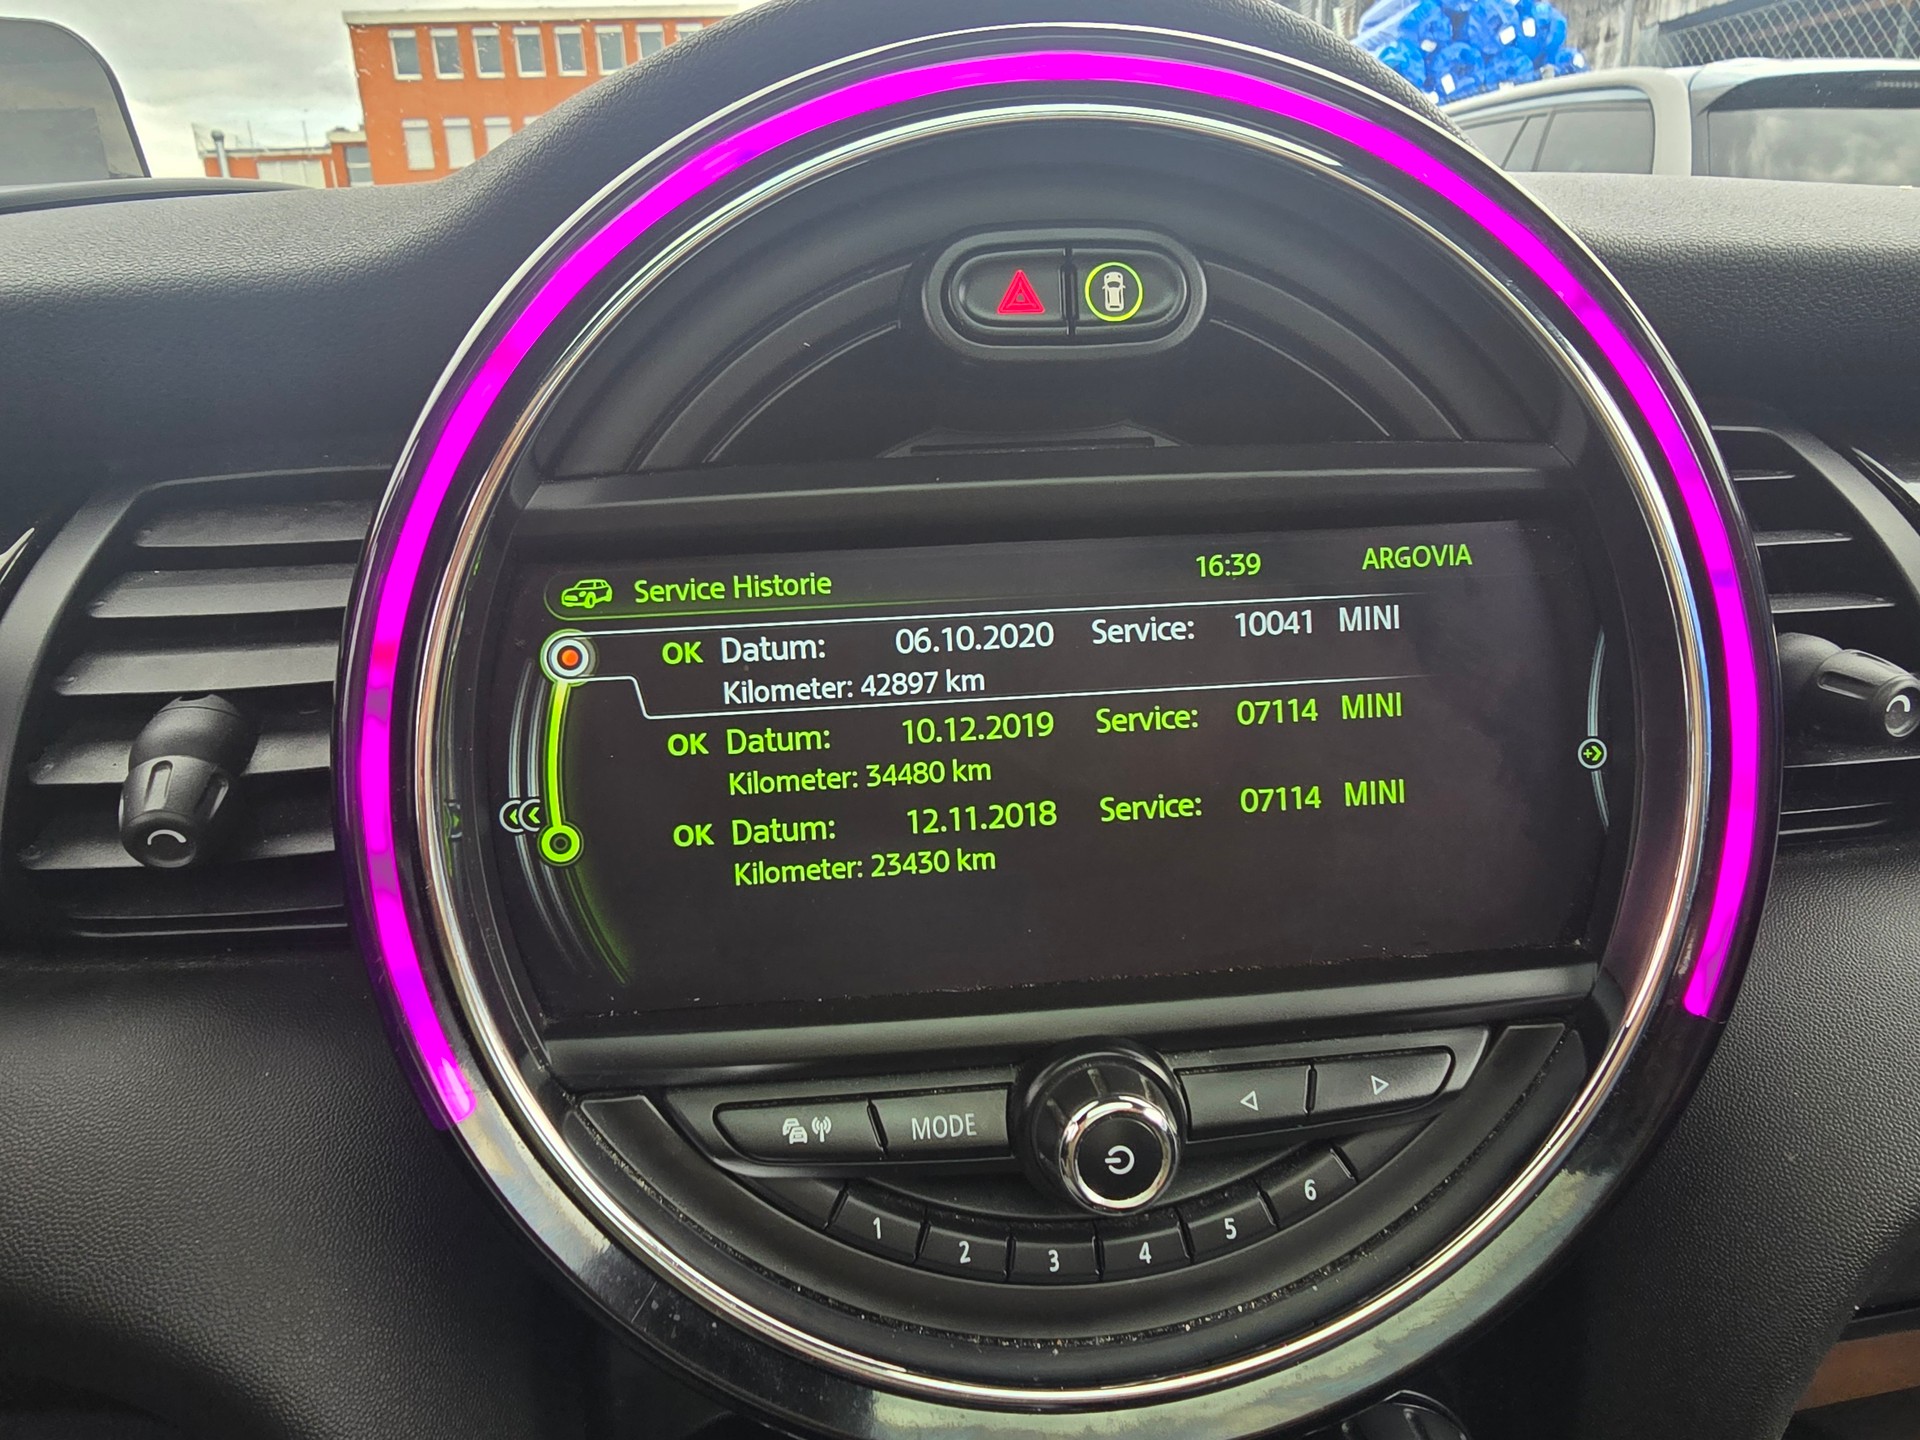 Service Historie 16:39 ARGOVIA
OK Datum: 06.10.2020 Service: 10041 MINI
Kilometer: 42897 km
OK Datum: 10.12.2019 Service: 07114 MINI
Kilometer: 34480 km
OK Datum: 12.11.2018 Service: 07114 MINI
Kilometer: 23430 km
MODE
1 2 3 4 5 6